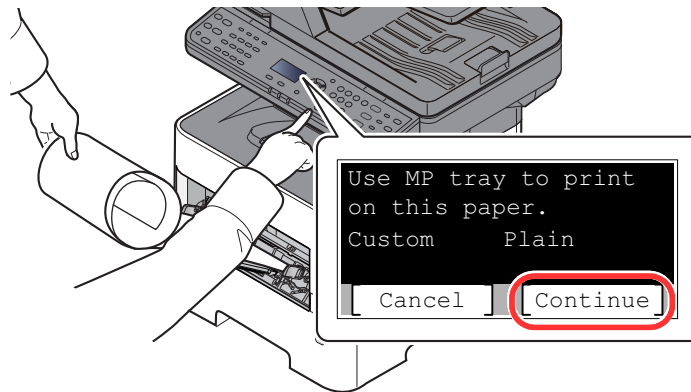 Use MP tray to print
on this paper.
Custom Plain
Cancel Continue